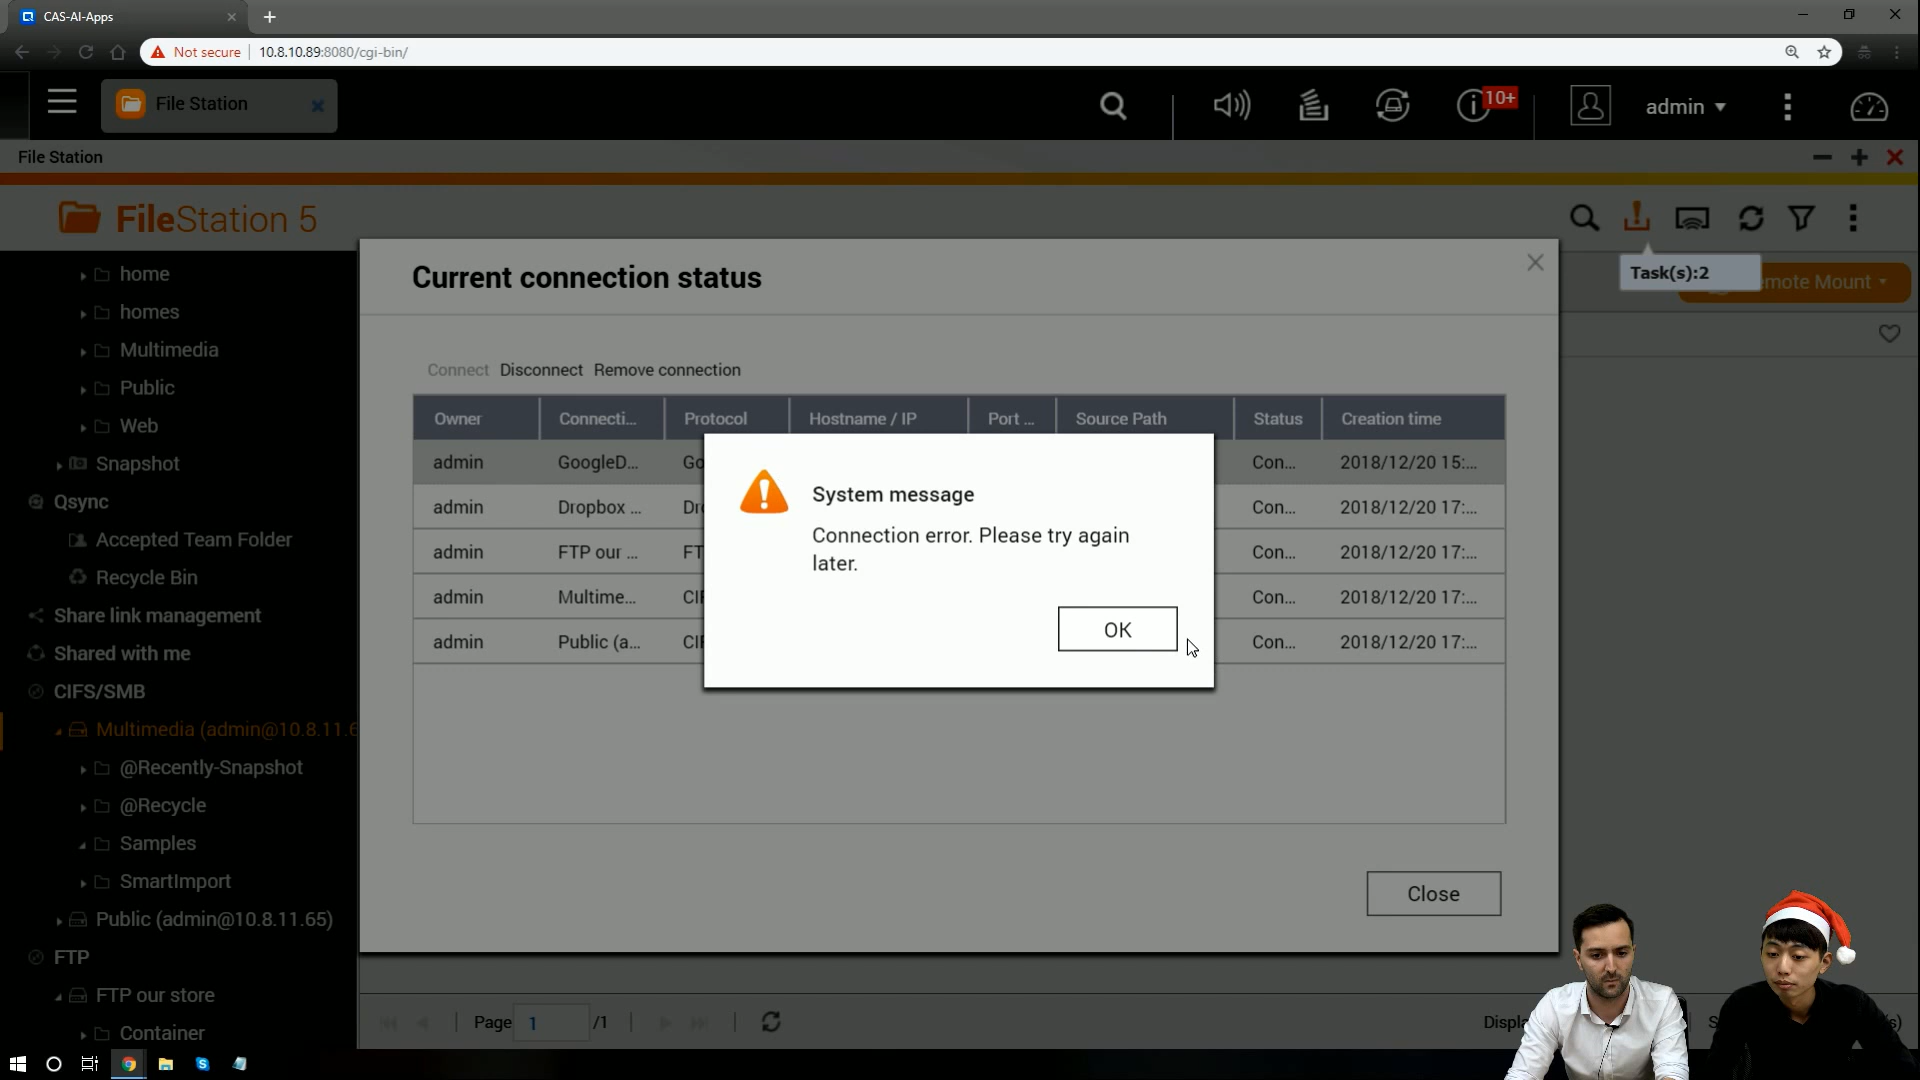 CAS-AI-Apps
Not secure
10.8.10.89:8080/cgi-bin/
File Station
10+
admin
File Station
FileStation 5
Task(s):2
emote Mount
home
homes
Multimedia
Public
Web
Snapshot
Qsync
Accepted Team Folder
Recycle Bin
Share link management
Shared with me
CIFS/SMB
Multimedia (admin@10.8.11.6
@Recently-Snapshot
@Recycle
Samples
SmartImport
Public (admin@10.8.11.65)
FTP
FTP our store
Container
Current connection status
Connect Disconnect Remove connection
Owner Connecti... Protocol Hostname / IP Port ... Source Path Status Creation time
admin GoogleD... Go Con... 2018/12/20 15:...
admin Dropbox ... Dr Con... 2018/12/20 17:...
admin FTP our ... FT Con... 2018/12/20 17:...
admin Multime... CIF Con... 2018/12/20 17:...
admin Public (a... CIF Con... 2018/12/20 17:...
System message
Connection error. Please try again
later.
OK
Close
Page 1 /1
Displa